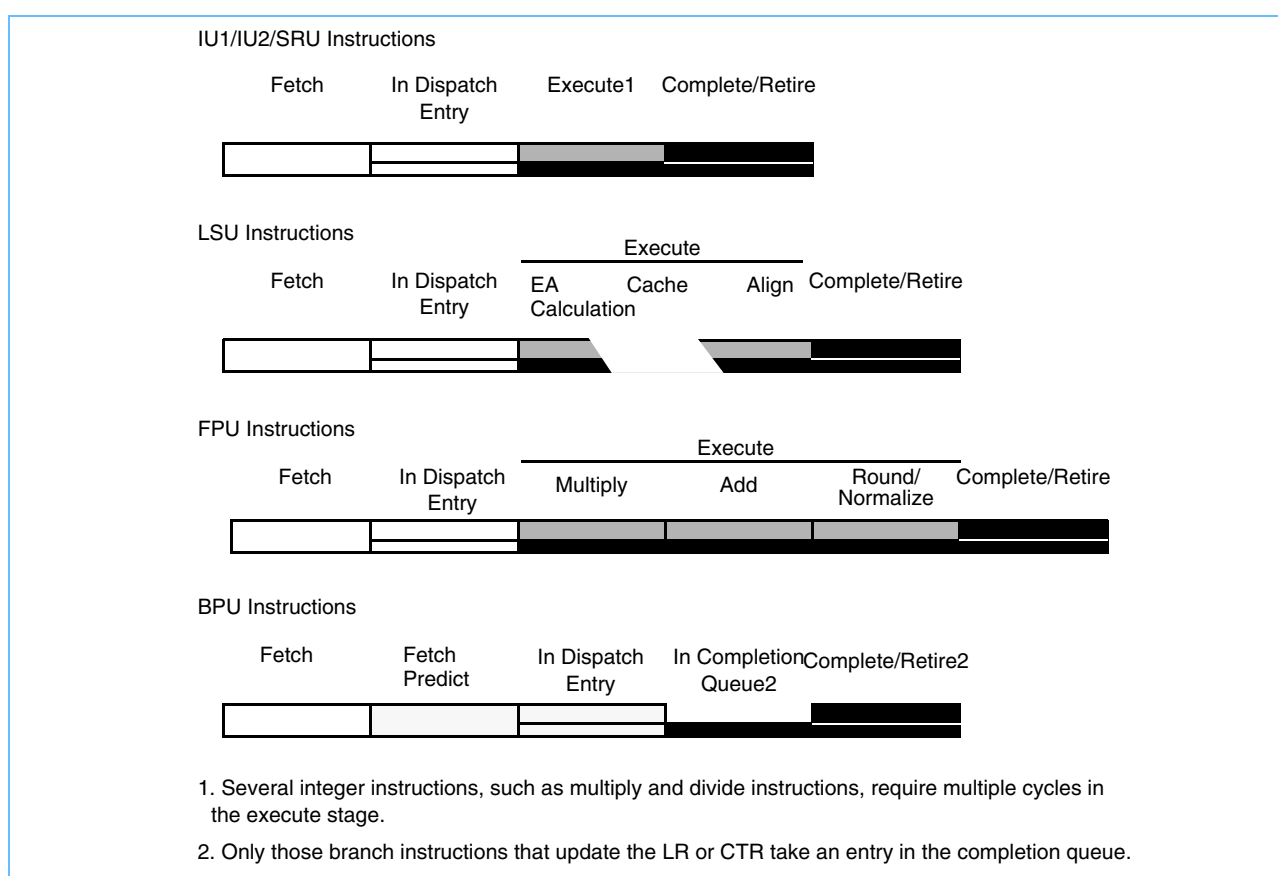 IU1/IU2/SRU Instructions
Fetch In Dispatch Entry Execute1 Complete/Retire
LSU Instructions
Execute
Fetch In Dispatch Entry EA Calculation Cache Align Complete/Retire
FPU Instructions
Execute
Fetch In Dispatch Entry Multiply Add Round/ Normalize Complete/Retire
BPU Instructions
Fetch Fetch Predict In Dispatch Entry In Completion Queue2 Complete/Retire2
1. Several integer instructions, such as multiply and divide instructions, require multiple cycles in
the execute stage.
2. Only those branch instructions that update the LR or CTR take an entry in the completion queue.